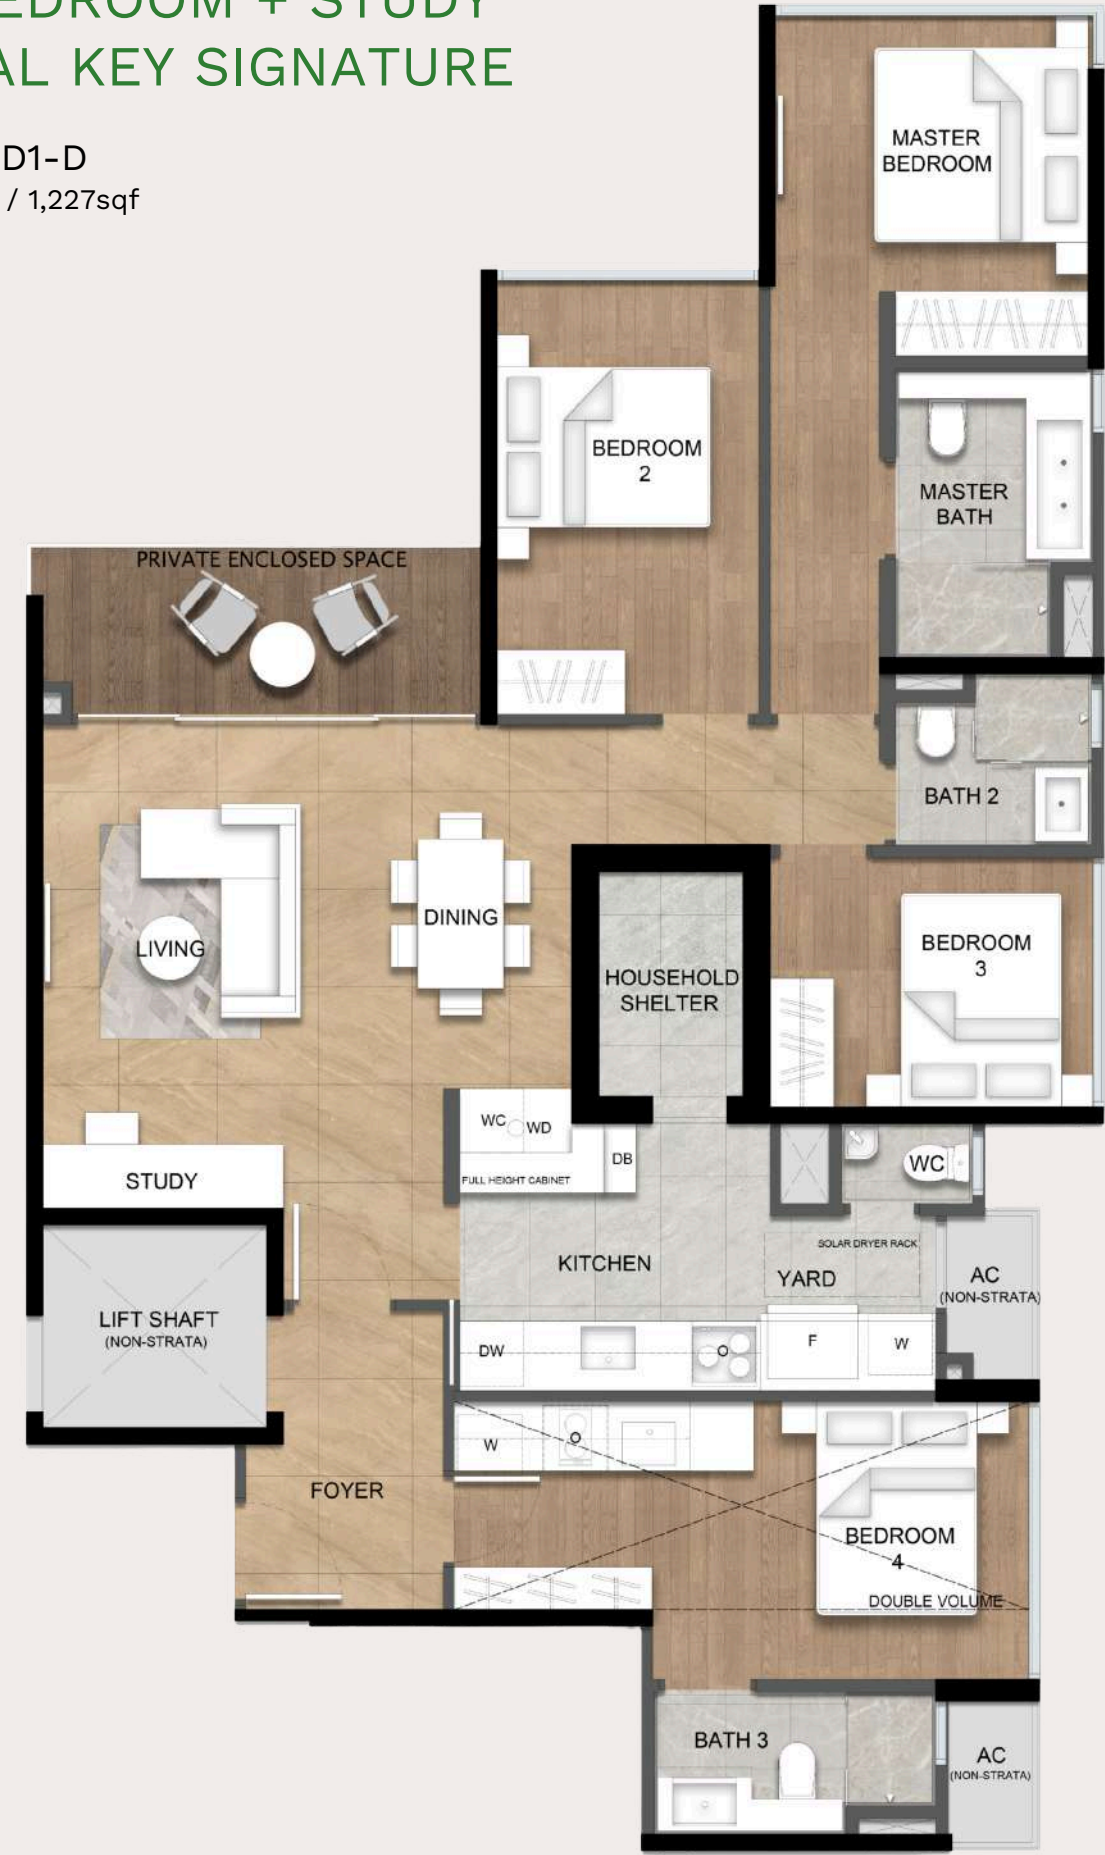 EDROOM + STUDY
AL KEY SIGNATURE
D1-D
/ 1,227sqf
MASTER
BEDROOM
BEDROOM
2
MASTER
BATH
PRIVATE ENCLOSED SPACE
BATH 2
DINING
LIVING
BEDROOM
3
HOUSEHOLD
SHELTER
WC
WD
DB
FULL HEIGHT CABINET
WC
STUDY
SOLAR DRYER RACK
KITCHEN
YARD
AC
(NON-STRATA)
LIFT SHAFT
(NON-STRATA)
DW
F
W
W
FOYER
BEDROOM
4
DOUBLE VOLUME
BATH 3
AC
(NON-STRATA)